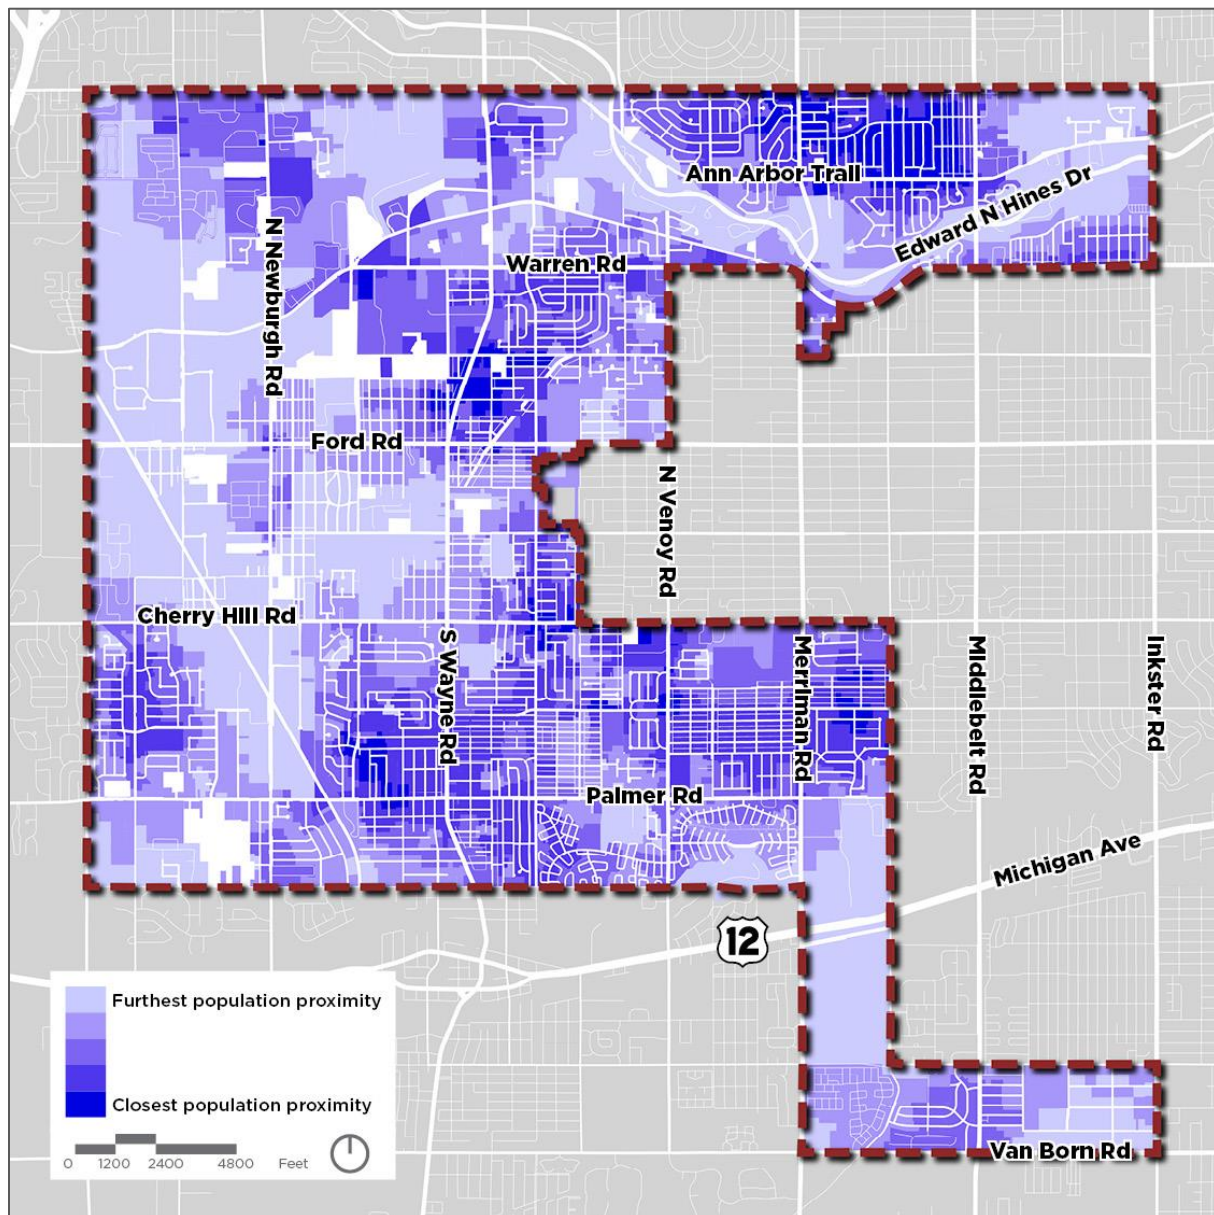 Ann Arbor Trail
Edward N Hines Dr
N Newburgh Rd
Warren Rd
Ford Rd
N Venoy Rd
Cherry HIll Rd
S Wayne Rd
Merriman Rd
Middlebelt Rd
Inkster Rd
Palmer Rd
Michigan Ave
12
Furthest population proximity
Closest population proximity
0 1200 2400 4800 Feet
Van Born Rd